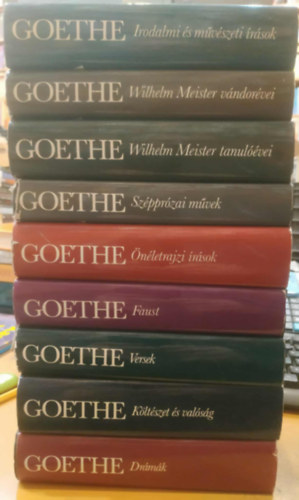 GOETHE Irodalmi és művészeti írások
GOETHE Wilhelm Meister vándorévei
GOETHE Wilhelm Meister tanulóévei
GOETHE Szépprózai művek
GOETHE Önéletrajzi írások
GOETHE Faust
GOETHE Versek
GOETHE Költészet és valóság
GOETHE Drámák